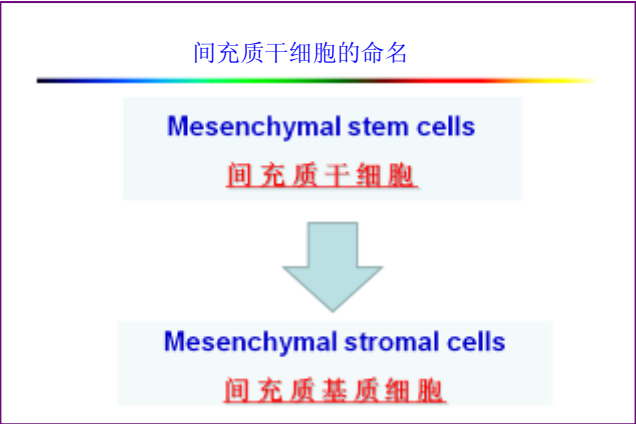 间充质干细胞的命名
Mesenchymal stem cells
间充质干细胞
Mesenchymal stromal cells
间充质基质细胞